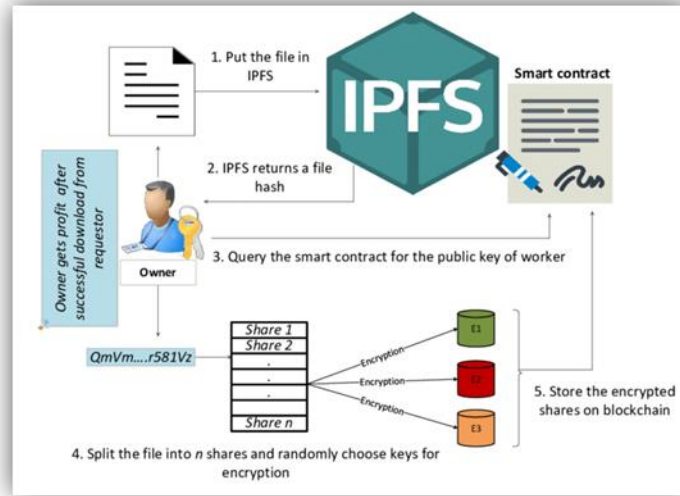 1. Put the file in
IPFS
IPFS
Smart contract
2. IPFS returns a file
hash
Owner gets profit after
successful download from
requestor
Owner
3. Query the smart contract for the public key of worker
QmVm....r581Vz
Share 1
Share 2
.
.
.
Share n
Encryption
Encryption
Encryption
E1
E2
E3
5. Store the encrypted
shares on blockchain
4. Split the file into n shares and randomly choose keys for
encryption